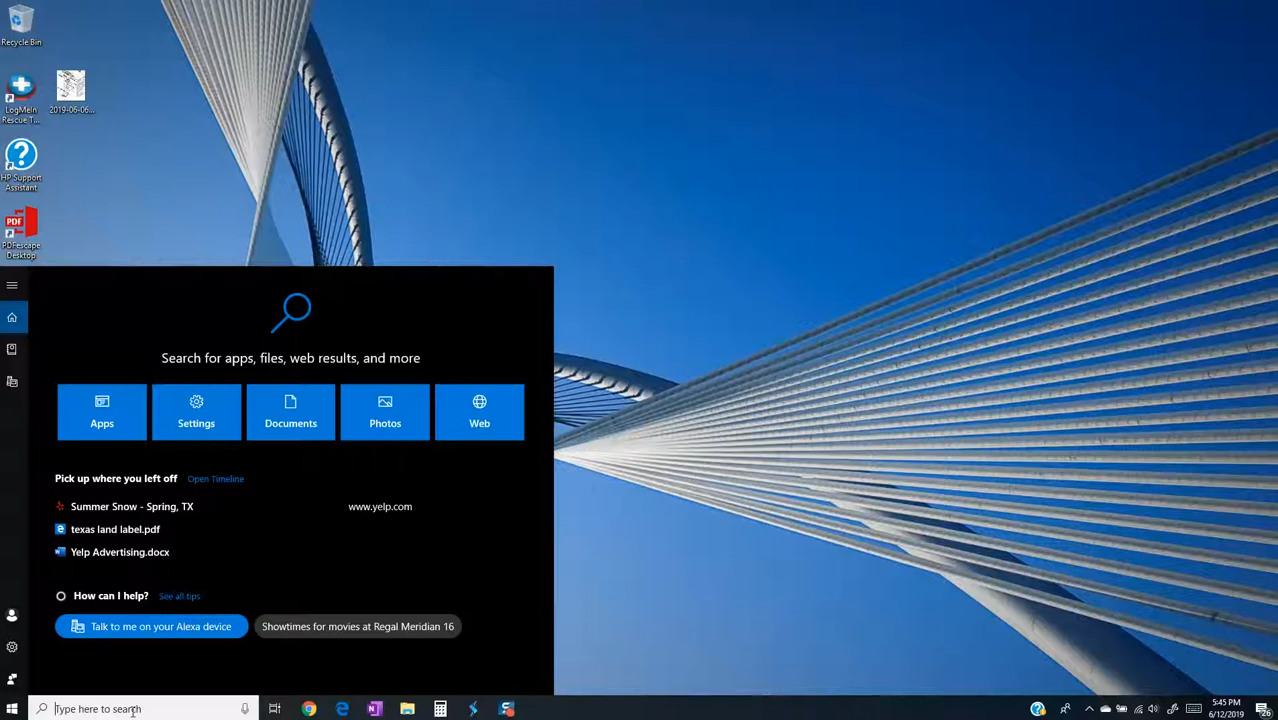 Recycle Bin
2019-06-06...
LogMeIn
Rescue T...
HP Support
Assistant
PDF
PDFescape
Desktop
Search for apps, files, web results, and more
Apps
Settings
Documents
Photos
Web
Pick up where you left off Open Timeline
Summer Snow - Spring, TX www.yelp.com
texas land label.pdf
Yelp Advertising.docx
How can I help? See all tips
Talk to me on your Alexa device
Showtimes for movies at Regal Meridian 16
Type here to search
5:45 PM
6/12/2019
26